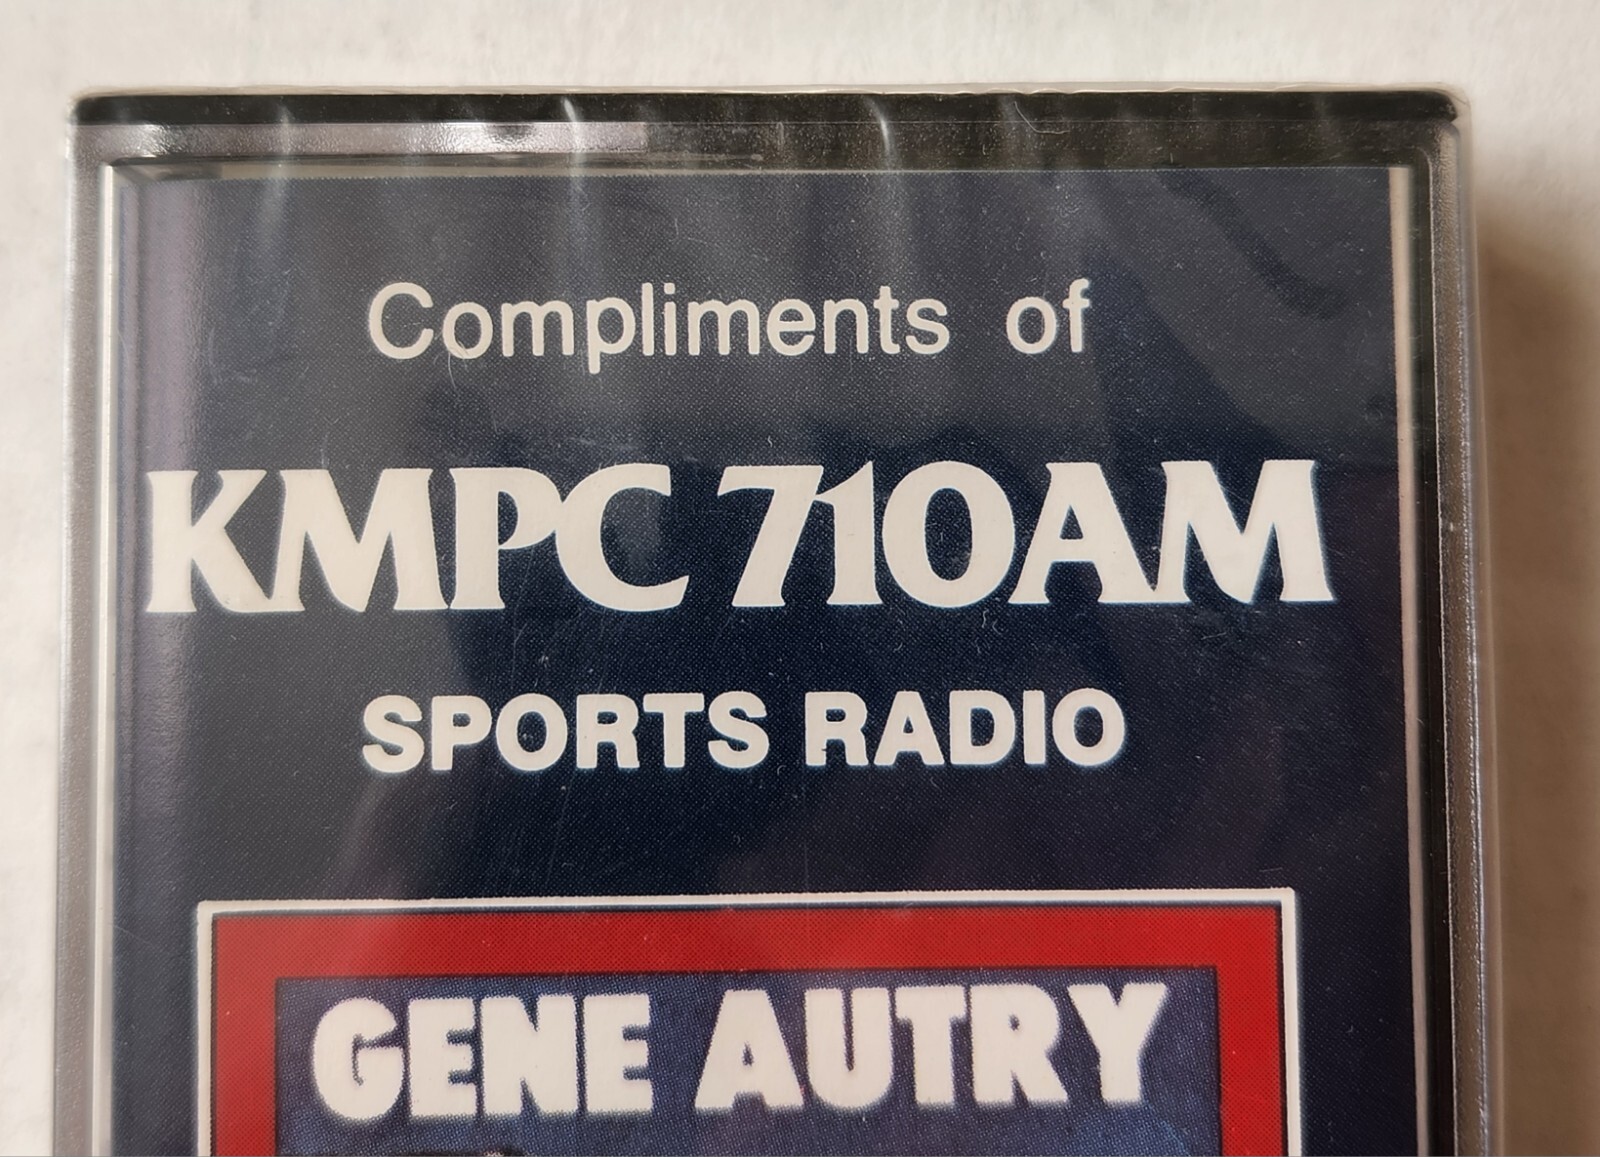 Compliments of
KMPC 710AM
SPORTS RADIO
GENE AUTRY